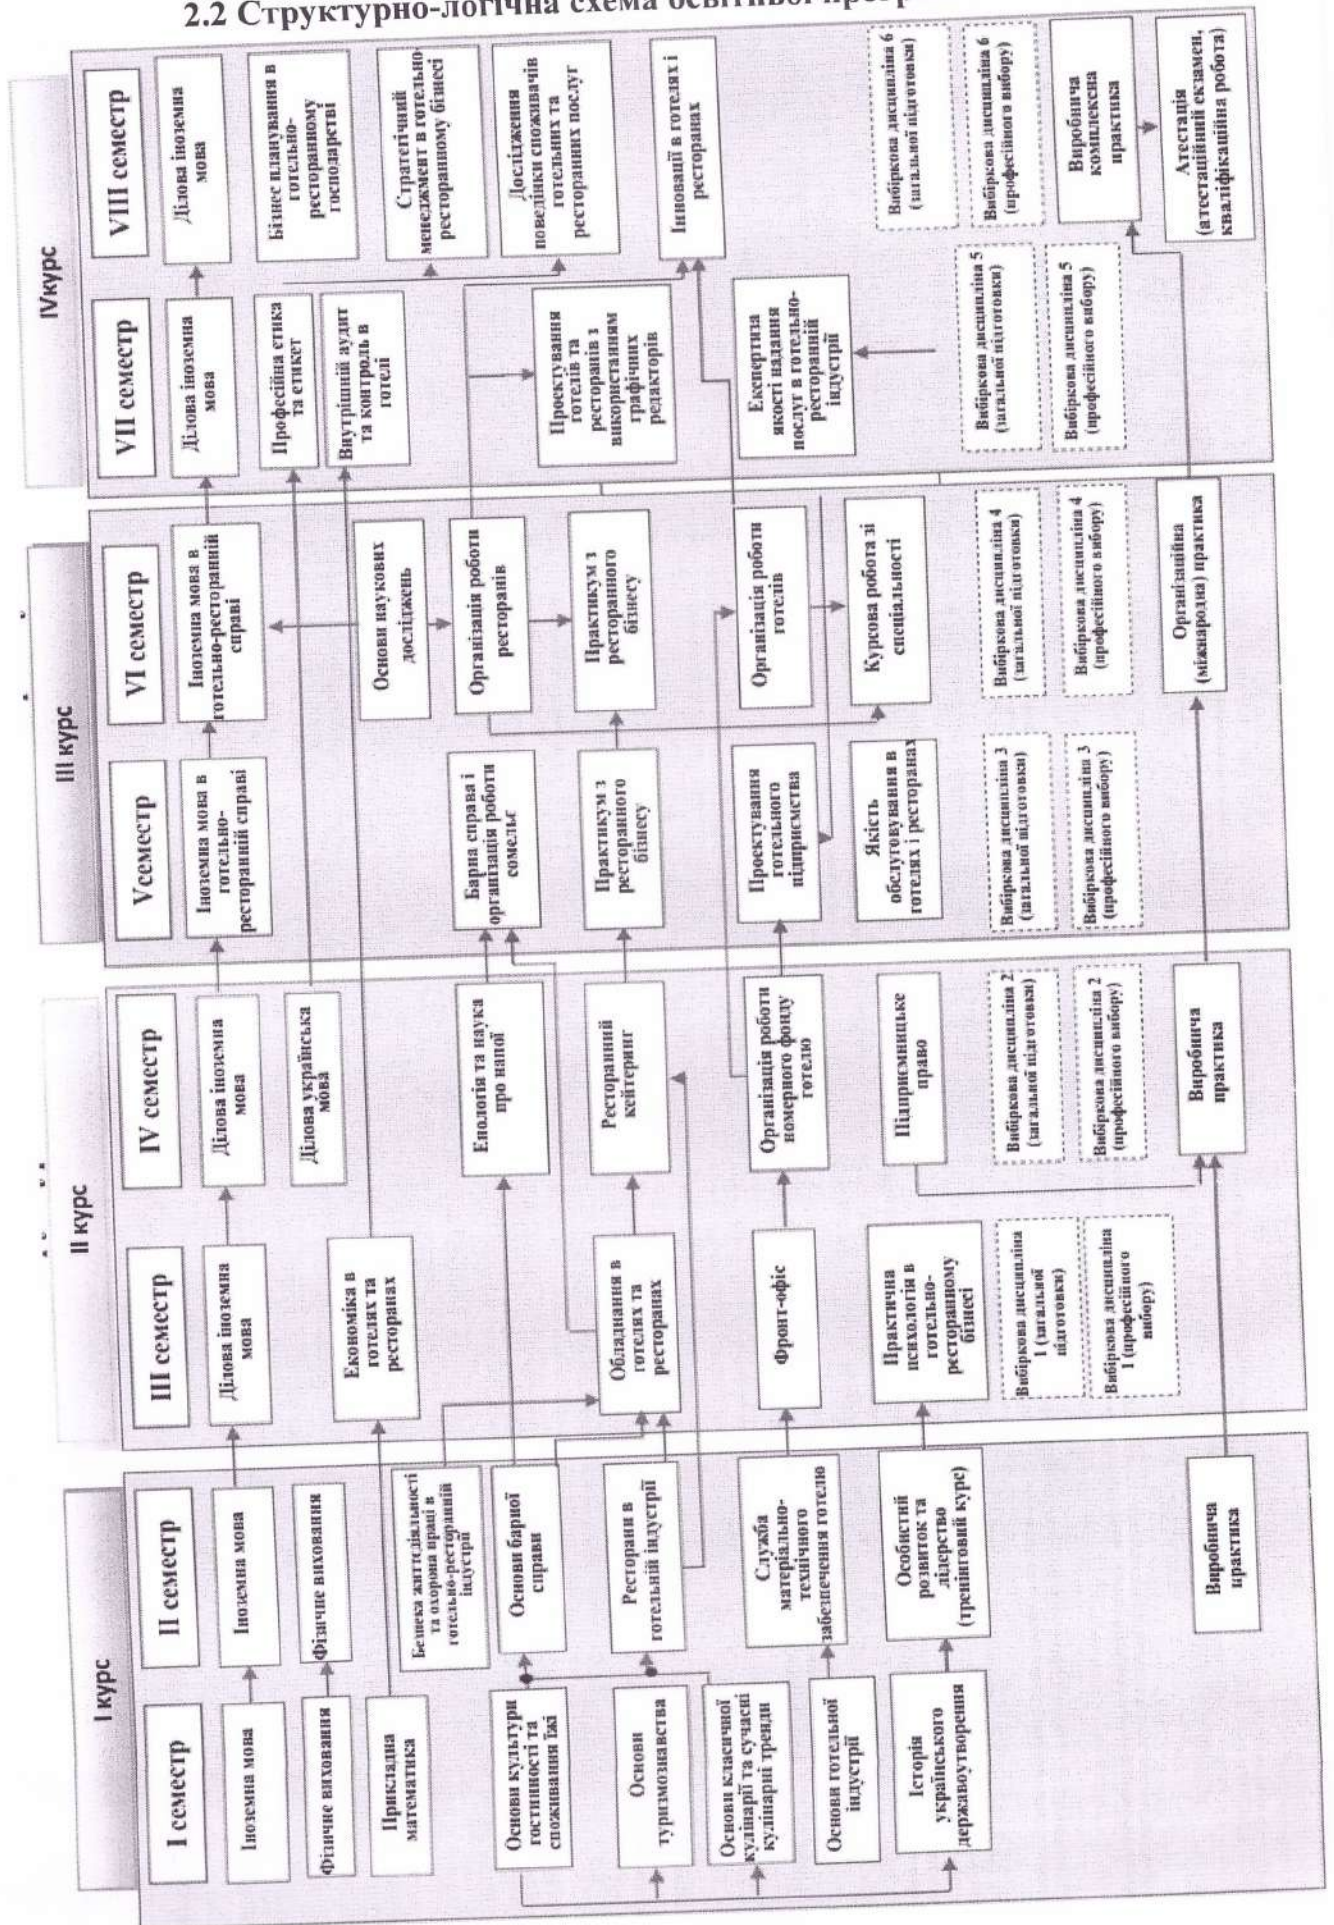 2.2 Структурно-логічна схема освітньої
І курс
І семестр
Іноземна мова
Фізичне виховання
Прикладна
математика
Основи культури
гостинності та
споживання їжі
Основи
туризмознавства
Основи класичної
кулінарії та сучасні
кулінарні тренди
Основи готельної
індустрії
Історія
українського
державоутворення
ІІ семестр
Іноземна мова
Фізичне виховання
Безпека життєдіяльності
та охорона праці в
готельно-ресторанній
індустрії
Основи барної
справи
Ресторани в
готельній індустрії
Служба
матеріально-
технічного
забезпечення готелю
Особистий
розвиток та
лідерство
(тренінговий курс)
Виробнича
практика
ІІ курс
ІІІ семестр
Ділова іноземна
мова
Економіка в
готелях та
ресторанах
Обладнання в
готелях та
ресторанах
Фронт-офіс
Практична
психологія в
готельно-
ресторанному
бізнесі
Вибіркова дисципліна
1 (загальної
підготовки)
Вибіркова дисципліна
1 (професійного
вибору)
IV семестр
Ділова іноземна
мова
Ділова українська
мова
Енологія та наука
про напої
Ресторанний
кейтеринг
Організація роботи
номерного фонду
готелю
Підприємницьке
право
Вибіркова дисципліна 2
(загальної підготовки)
Вибіркова дисципліна 2
(професійного вибору)
Виробнича
практика
ІІІ курс
Vсеместр
Іноземна мова в
готельно-
ресторанній справі
Барна справа і
організація роботи
сомельє
Практикум з
ресторанного
бізнесу
Проєктування
готельного
підприємства
Якість
обслуговування в
готелях і ресторанах
Вибіркова дисципліна 3
(загальної підготовки)
Вибіркова дисципліна 3
(професійного вибору)
VI семестр
Іноземна мова в
готельно-ресторанній
справі
Основи наукових
досліджень
Організація роботи
ресторанів
Практикум з
ресторанного
бізнесу
Організація роботи
готелів
Курсова робота зі
спеціальності
Вибіркова дисципліна 4
(загальної підготовки)
Вибіркова дисципліна 4
(професійного вибору)
Організаційна
(міжнародна) практика
IVкурс
VII семестр
Ділова іноземна
мова
Професійна етика
та етикет
Внутрішній аудит
та контроль в
готелі
Проєктування
готелів та
ресторанів з
використанням
графічних
редакторів
Експертиза
якості надання
послуг в готельно-
ресторанній
індустрії
Вибіркова дисципліна 5
(загальної підготовки)
Вибіркова дисципліна 5
(професійного вибору)
VIII семестр
Ділова іноземна
мова
Бізнес планування в
готельно-
ресторанному
господарстві
Стратегічний
менеджмент в готельно-
ресторанному бізнесі
Дослідження
поведінки споживачів
готельних та
ресторанних послуг
Інновації в готелях і
ресторанах
Вибіркова дисципліна 6
(загальної підготовки)
Вибіркова дисципліна 6
(професійного вибору)
Виробнича
комплексна
практика
Атестація
(атестаційний екзамен,
кваліфікаційна робота)